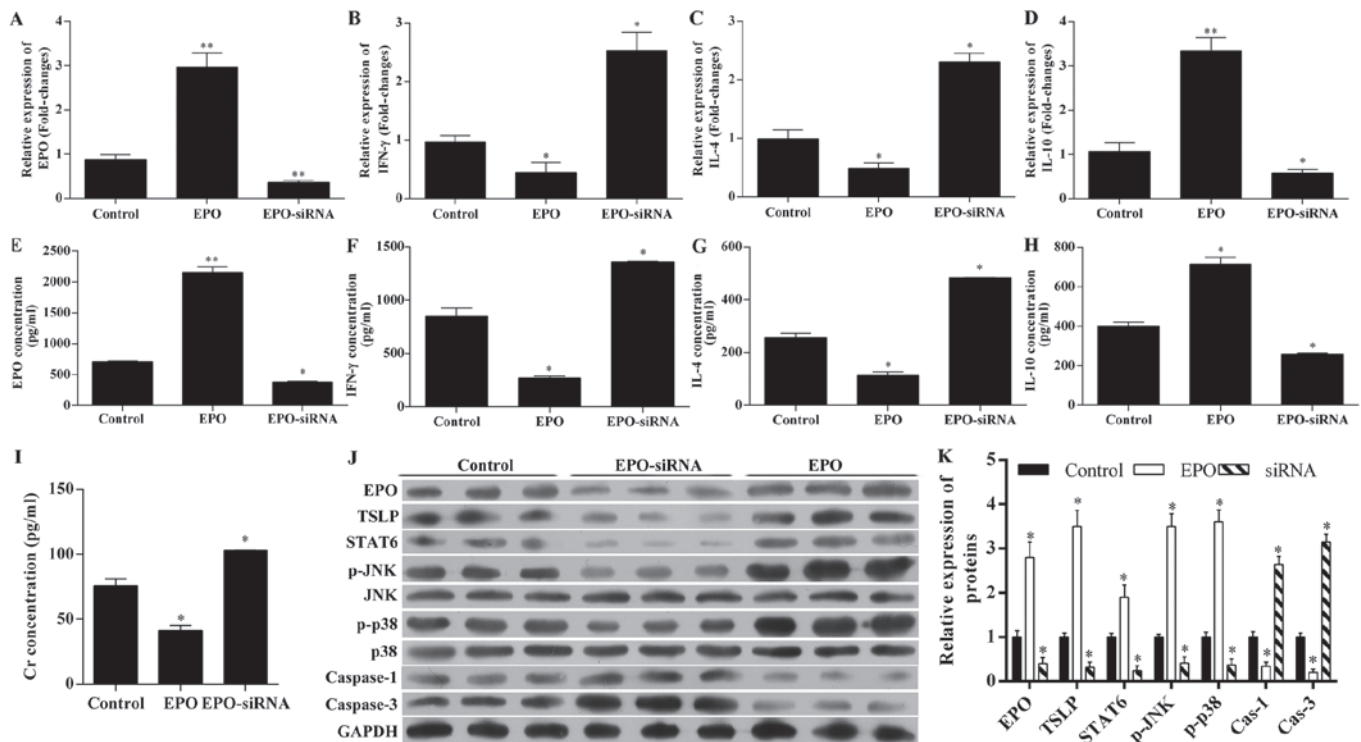 A
Relative expression of
EPO (Fold-changes)
4
3
2
1
0
**
**
Control
EPO
EPO-siRNA
B
Relative expression of
IFN-γ (Fold-changes)
3
2
1
0
*
*
Control
EPO
EPO-siRNA
C
Relative expression of
IL-4 (Fold-changes)
3
2
1
0
*
*
Control
EPO
EPO-siRNA
D
Relative expression of
IL-10 (Fold-changes)
4
3
2
1
0
**
*
Control
EPO
EPO-siRNA
E
EPO concentration
(pg/ml)
2500
2000
1500
1000
500
0
**
*
Control
EPO
EPO-siRNA
F
IFN-γ concentration
(pg/ml)
1500
1000
500
0
*
*
Control
EPO
EPO-siRNA
G
IL-4 concentration
(pg/ml)
600
400
200
0
*
*
Control
EPO
EPO-siRNA
H
IL-10 concentration
(pg/ml)
800
600
400
200
0
*
*
Control
EPO
EPO-siRNA
I
Cr concentration (pg/ml)
150
100
50
0
*
*
Control
EPO
EPO-siRNA
J
Control
EPO-siRNA
EPO
EPO
TSLP
STAT6
p-JNK
JNK
p-p38
p38
Caspase-1
Caspase-3
GAPDH
K
Control
EPO
siRNA
Relative expression of
proteins
5
4
3
2
1
0
*
*
*
*
*
*
*
*
*
*
*
*
*
*
EPO
TSLP
STAT6
p-JNK
p-p38
Cas-1
Cas-3